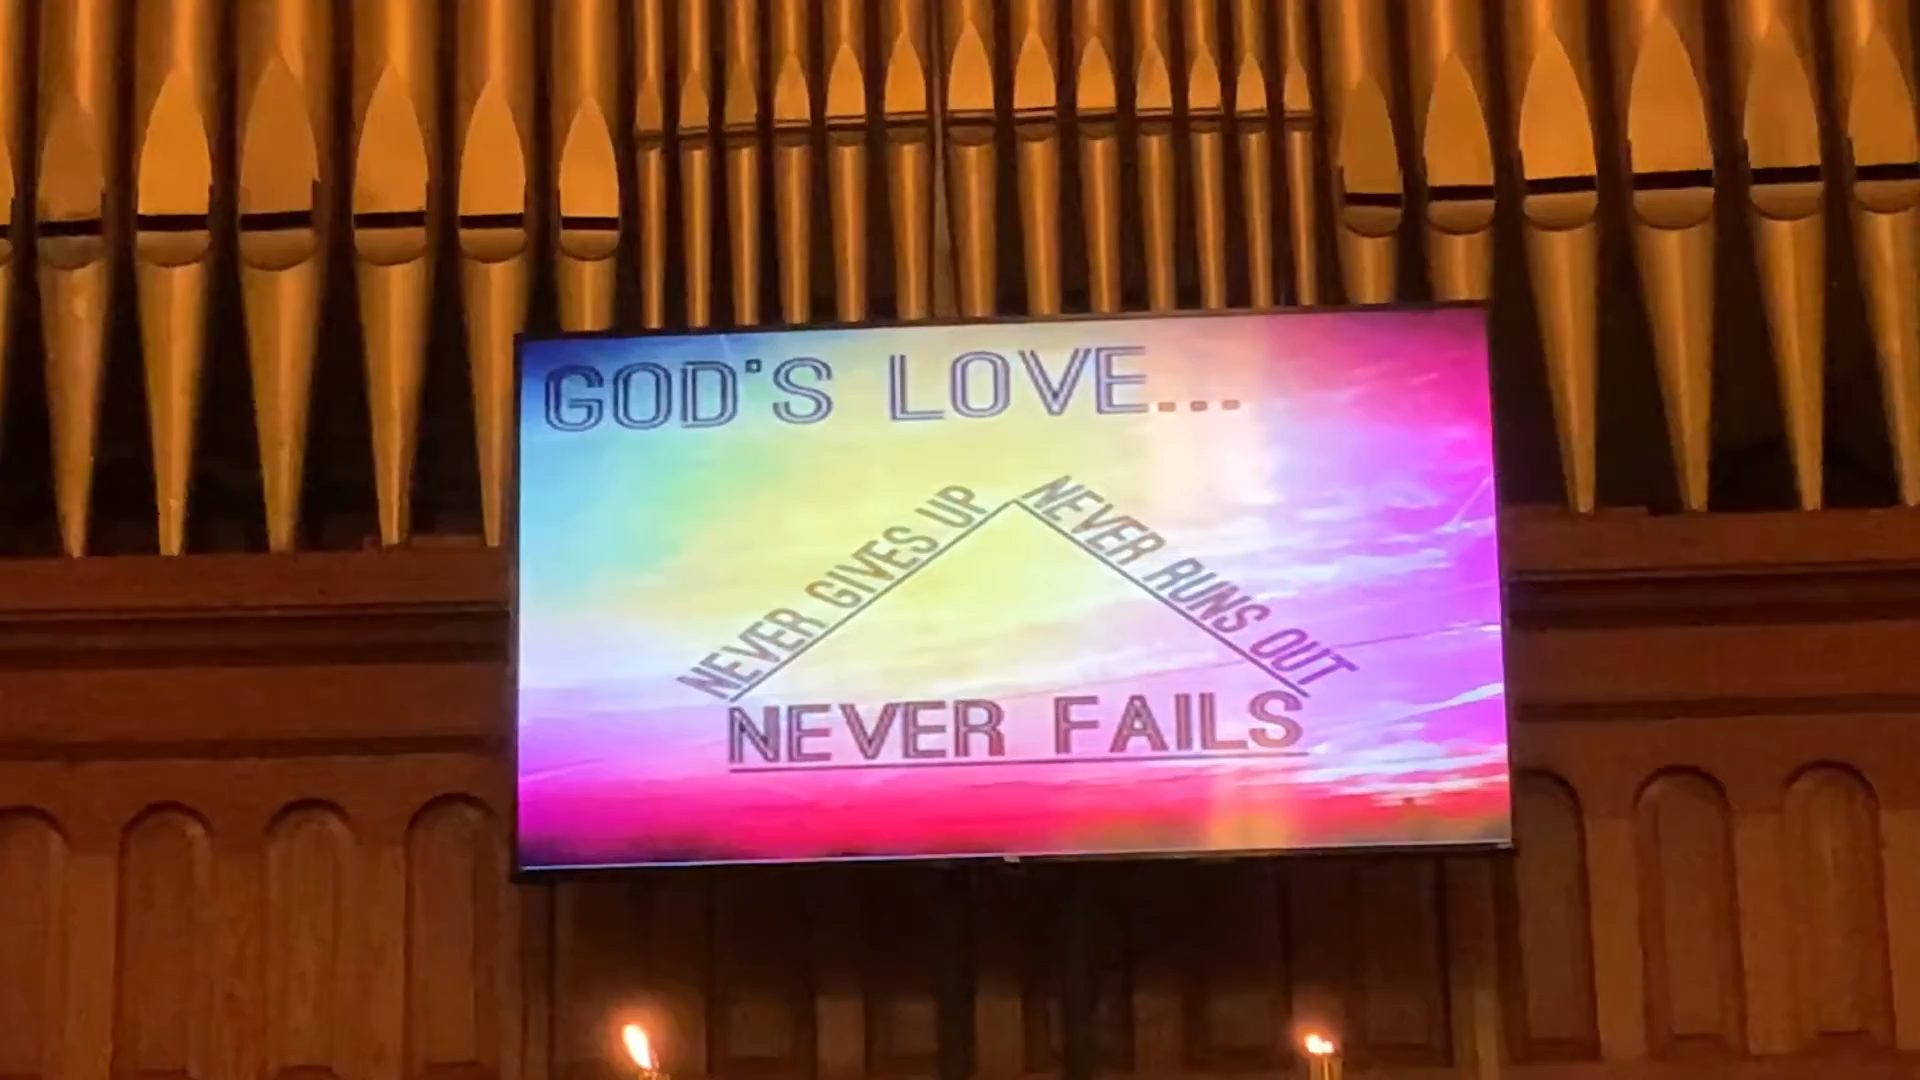 GOD'S LOVE...
NEVER GIVES UP
NEVER RUNS OUT
NEVER FAILS